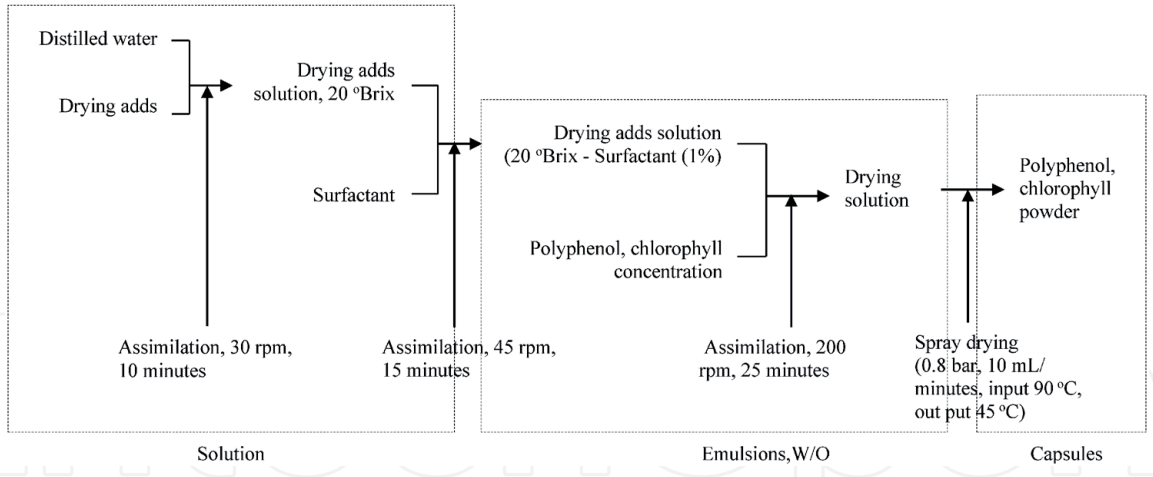 Distilled water
Drying adds
Drying adds
solution, 20 ºBrix
Surfactant
Assimilation, 30 rpm,
10 minutes
Assimilation, 45 rpm,
15 minutes
Solution
Drying adds solution
(20 ºBrix - Surfactant (1%)
Polyphenol, chlorophyll
concentration
Drying
solution
Assimilation, 200
rpm, 25 minutes
Spray drying
(0.8 bar, 10 mL/
minutes, input 90 ºC,
out put 45 ºC)
Emulsions,W/O
Polyphenol,
chlorophyll
powder
Capsules